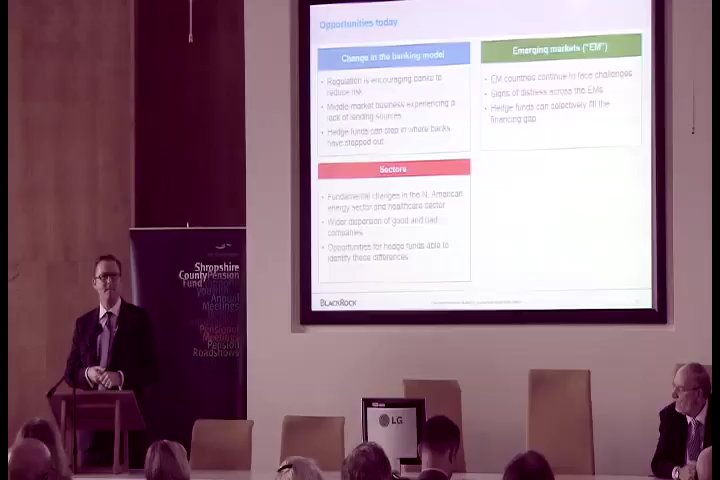 Opportunities today
Change in the banking model
• Regulation is encouraging banks to
reduce risk
• Middle-market business experiencing a
lack of lending sources
• Hedge funds can step in where banks
have stepped out
Emerging markets ("EM")
• EM countries continue to face challenges
• Signs of distress across the EMs
• Hedge funds can selectively fill the
financing gap
Sectors
• Fundamental changes in the N. American
energy sector and healthcare sector
• Wider dispersion of good and bad
companies
• Opportunities for hedge funds able to
identify these differences
BLACKROCK
Shropshire
CountyPension
Fund
Annual
Meetings
Pensioner
Meetings
Pension
Roadshows
LG